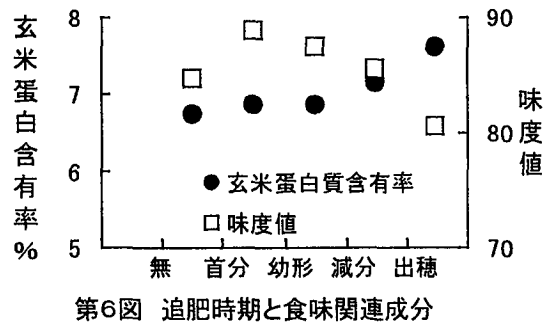 玄米蛋白含有率%
8
7
6
5
90
80
70
味度値
●玄米蛋白質含有率
□味度値
無 首分 幼形 減分 出穂
第6図 追肥時期と食味関連成分